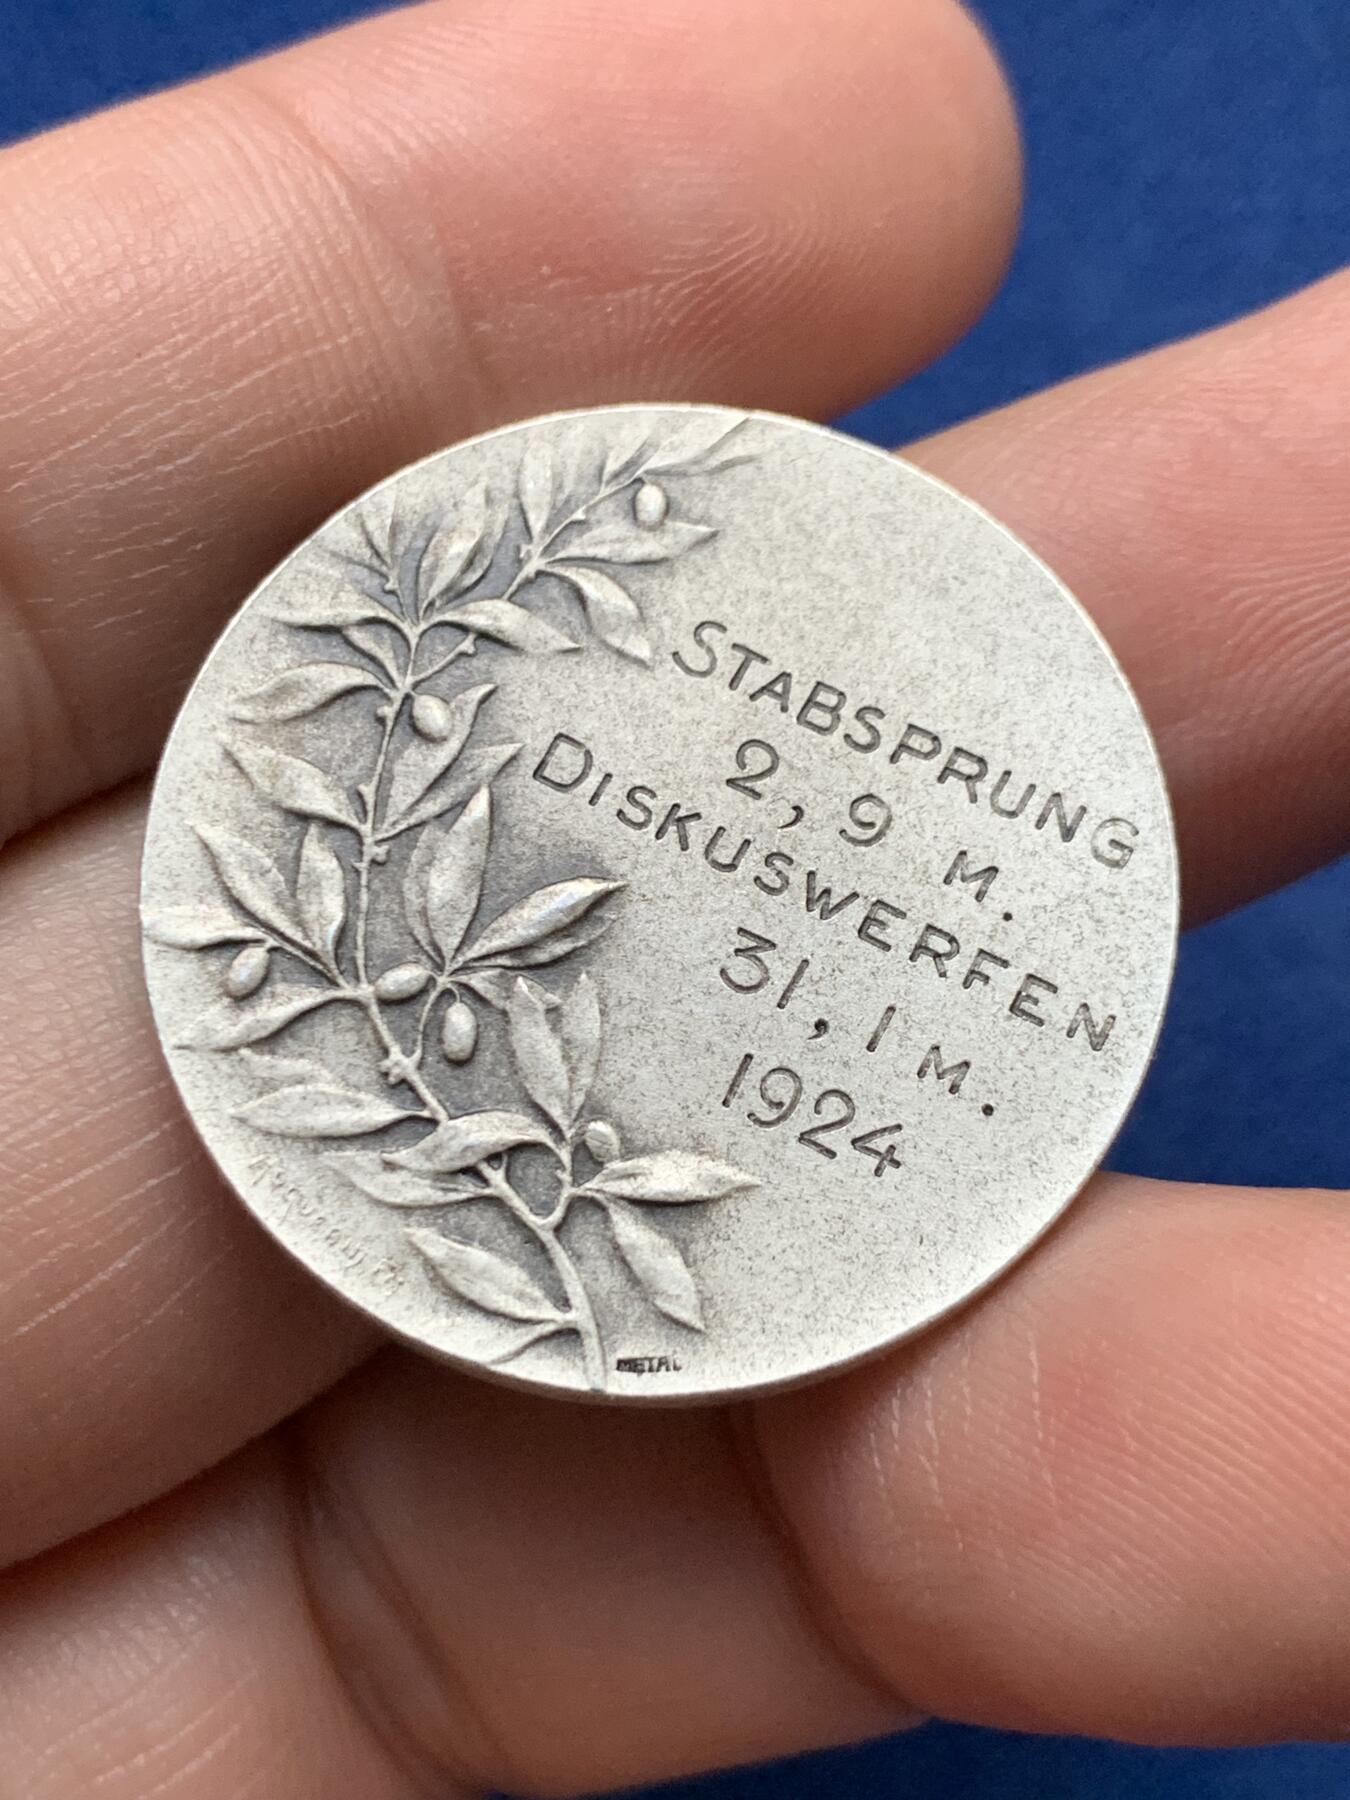 STABSPRUNG
2,9 M.
DISKUSWERFEN
31,1 M.
1924
METAL